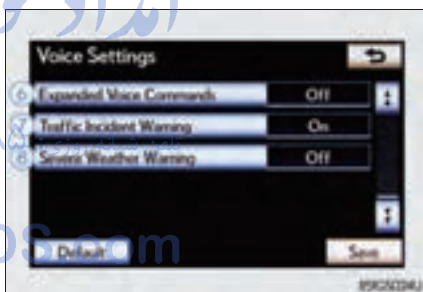 Voice Settings
6 Expanded Voice Commands Off
7 Traffic Incident Warning On
8 Severe Weather Warning Off
Default Save